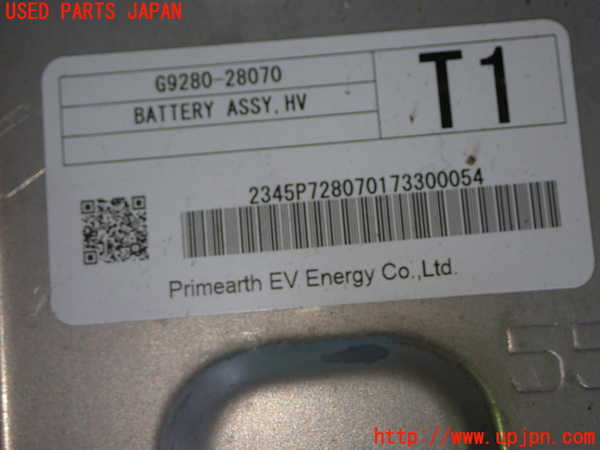 USED PARTS JAPAN
G9280-28070
BATTERY ASSY,HV
T1
2345P728070173300054
Primearth EV Energy Co.,Ltd.
http://www.upjpn.com